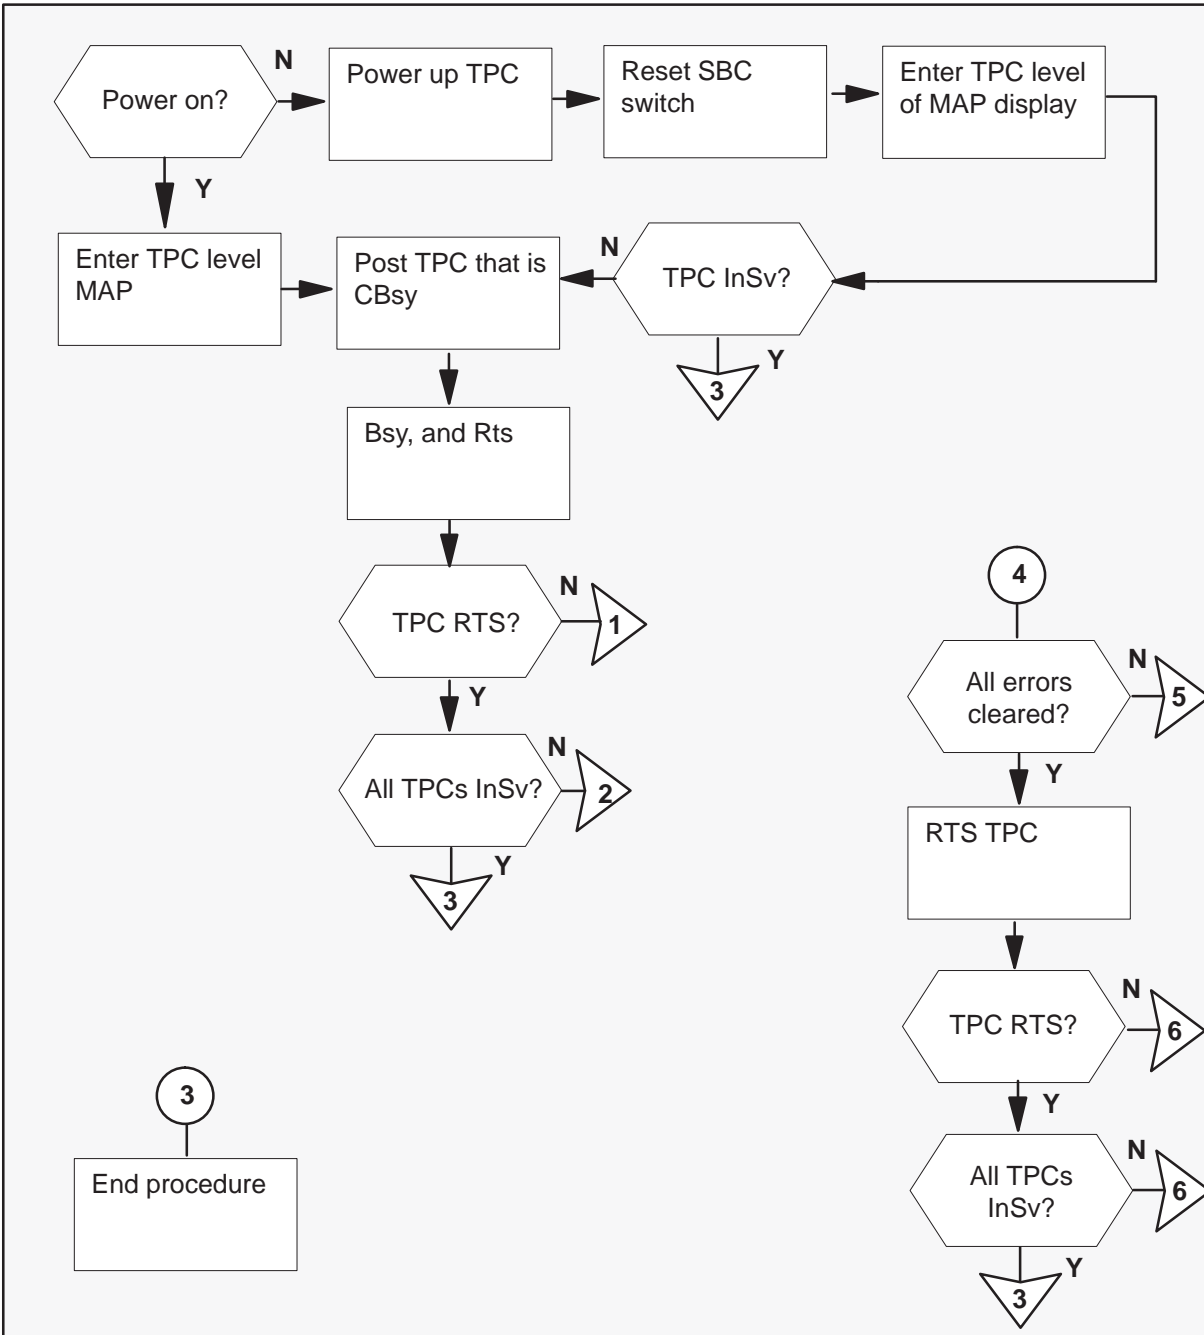 Power on?
N
Power up TPC
Reset SBC
switch
Enter TPC level
of MAP display
Y
Enter TPC level
MAP
Post TPC that is
CBsy
N
TPC InSv?
Y
3
Bsy, and Rts
TPC RTS?
N
1
Y
All TPCs InSv?
N
2
Y
3
4
All errors
cleared?
N
5
Y
RTS TPC
TPC RTS?
N
6
Y
All TPCs
InSv?
N
6
Y
3
3
End procedure